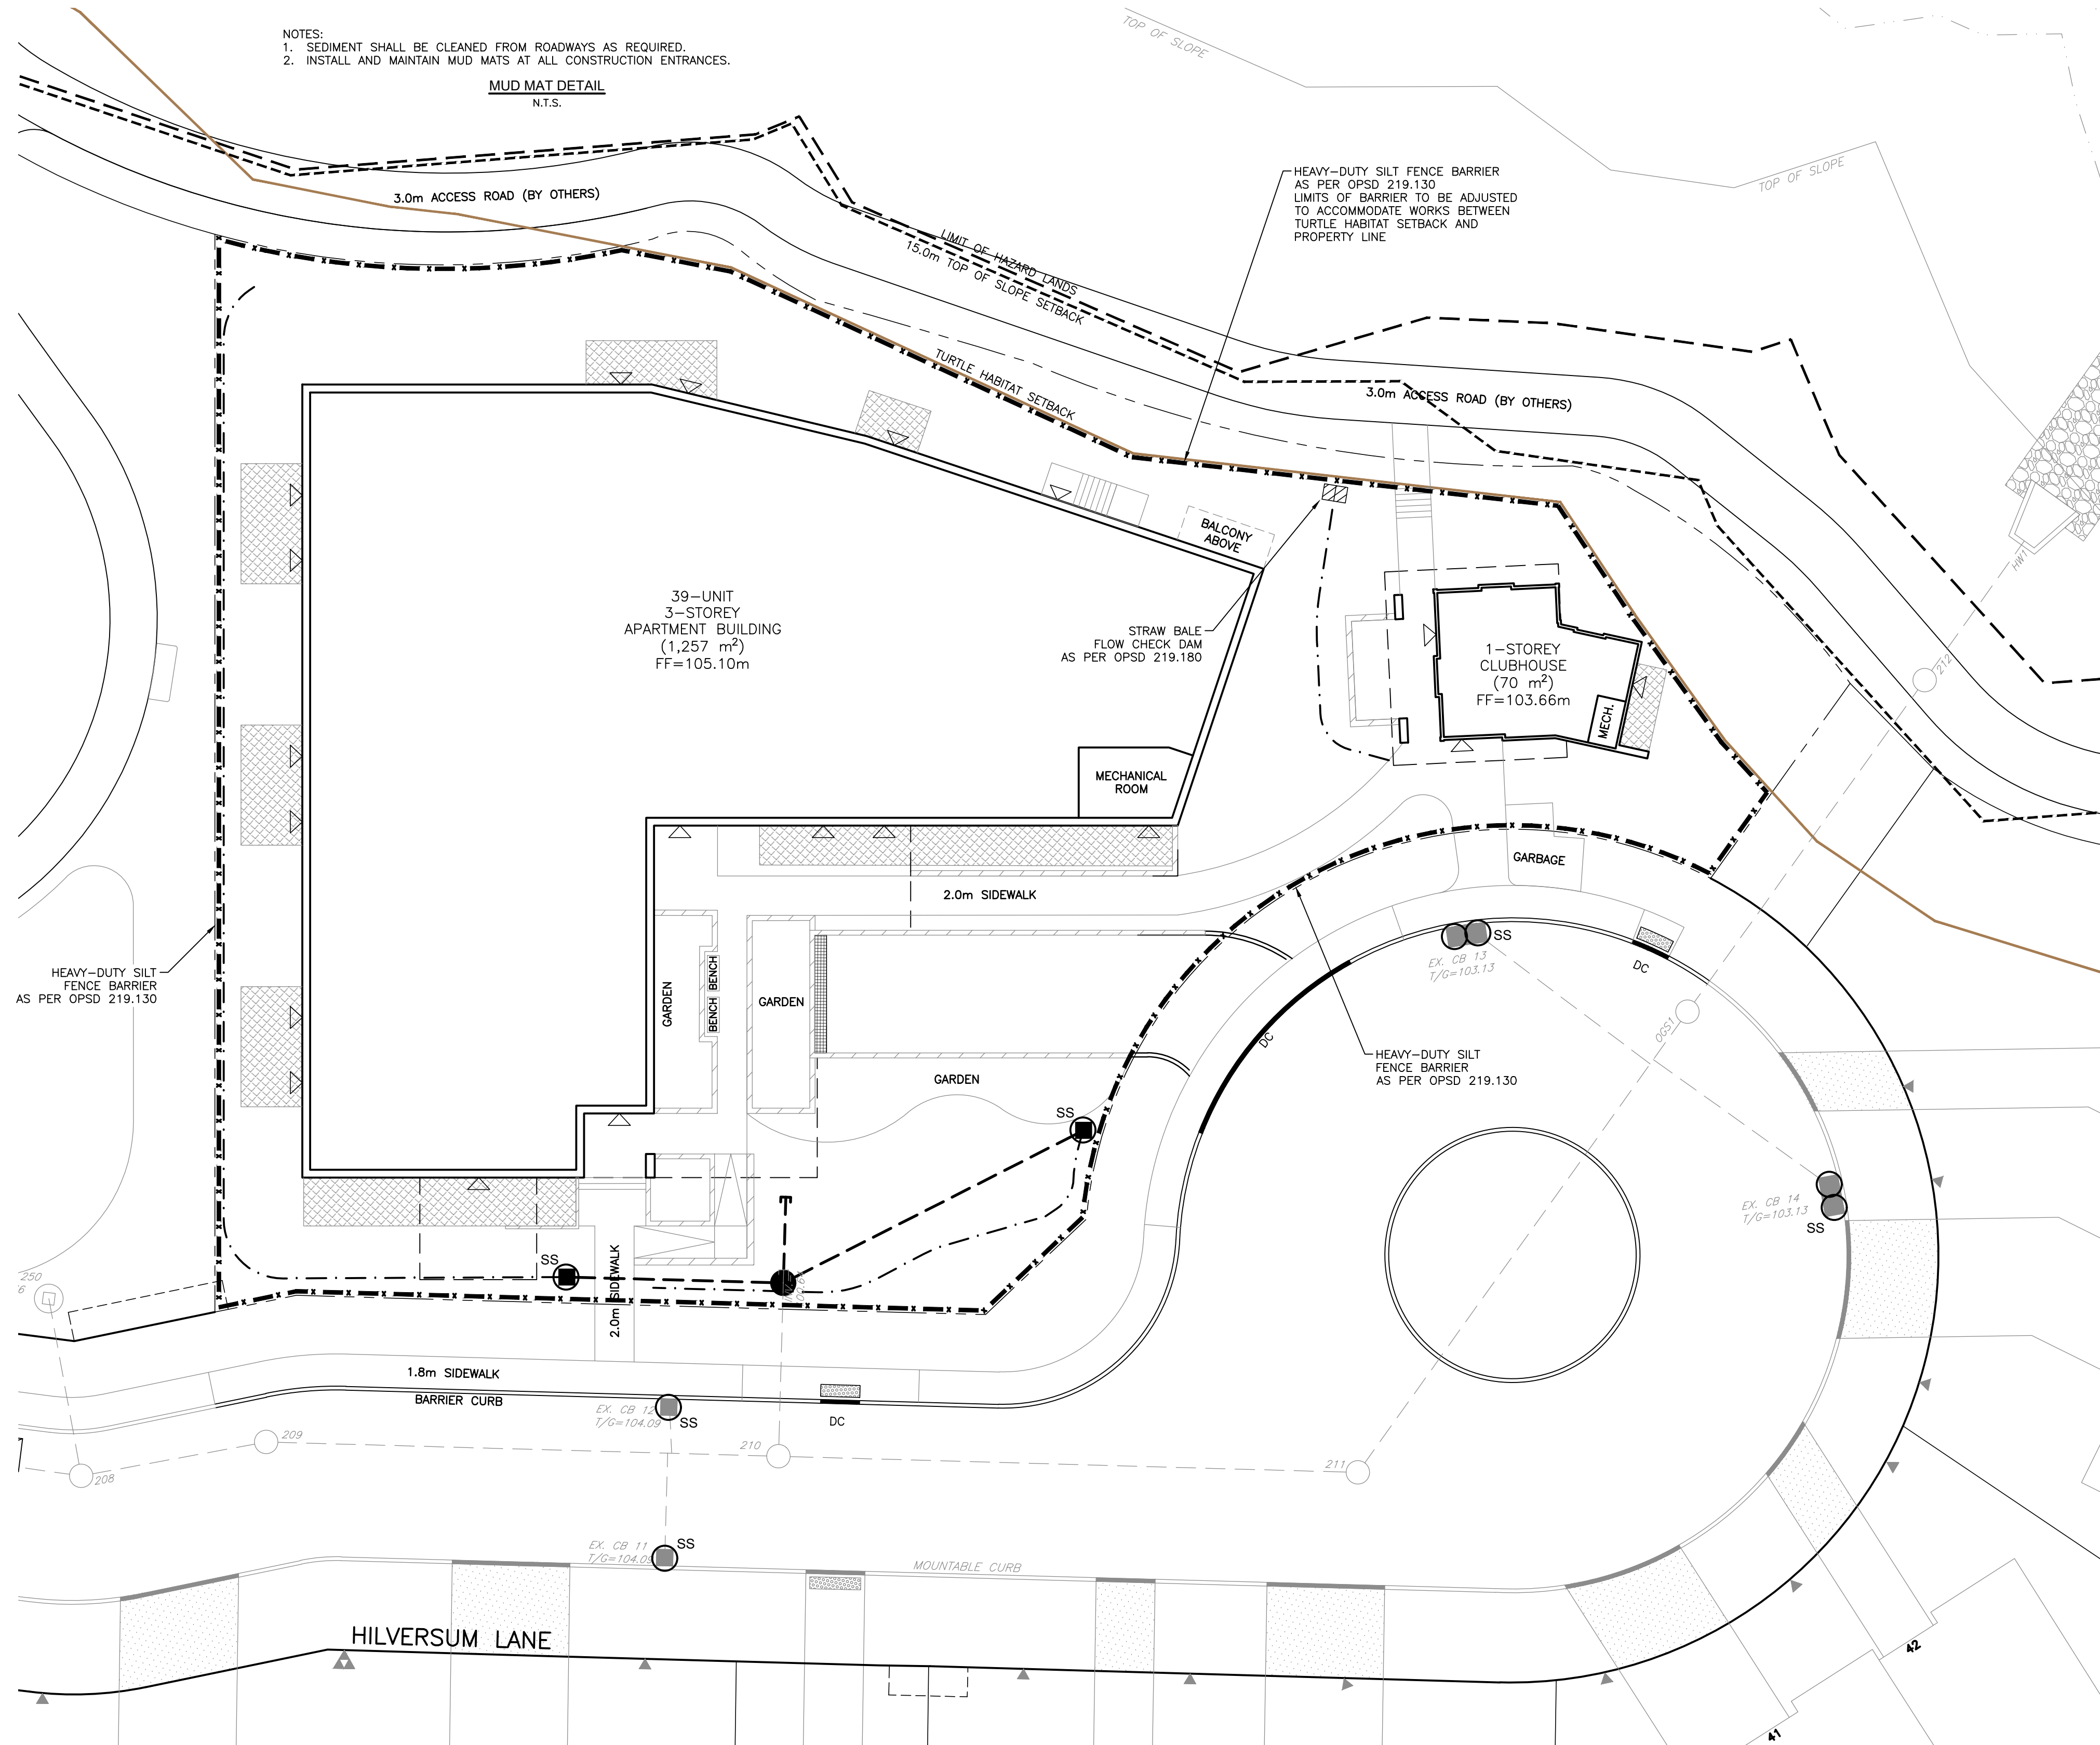 NOTES:
1. SEDIMENT SHALL BE CLEANED FROM ROADWAYS AS REQUIRED.
2. INSTALL AND MAINTAIN MUD MATS AT ALL CONSTRUCTION ENTRANCES.
MUD MAT DETAIL
N.T.S.
TOP OF SLOPE
TOP OF SLOPE
3.0m ACCESS ROAD (BY OTHERS)
HEAVY-DUTY SILT FENCE BARRIER
AS PER OPSD 219.130
LIMITS OF BARRIER TO BE ADJUSTED
TO ACCOMMODATE WORKS BETWEEN
TURTLE HABITAT SETBACK AND
PROPERTY LINE
LIMIT OF HAZARD LANDS
15.0m TOP OF SLOPE SETBACK
TURTLE HABITAT SETBACK
3.0m ACCESS ROAD (BY OTHERS)
BALCONY
ABOVE
HW1
39-UNIT
3-STOREY
APARTMENT BUILDING
(1,257 m²)
FF=105.10m
STRAW BALE
FLOW CHECK DAM
AS PER OPSD 219.180
1-STOREY
CLUBHOUSE
(70 m²)
FF=103.66m
MECH.
212
MECHANICAL
ROOM
GARBAGE
2.0m SIDEWALK
HEAVY-DUTY SILT
FENCE BARRIER
AS PER OPSD 219.130
GARDEN
BENCH
BENCH
GARDEN
GARDEN
SS
EX. CB 13
T/G=103.13
DC
OGS1
DC
HEAVY-DUTY SILT
FENCE BARRIER
AS PER OPSD 219.130
SS
EX. CB 14
T/G=103.13
SS
SS
250
6
2.0m SIDEWALK
1.8m SIDEWALK
BARRIER CURB
EX. CB 12
T/G=104.09
SS
DC
209
210
211
208
EX. CB 11
T/G=104.09
SS
MOUNTABLE CURB
HILVERSUM LANE
42
41